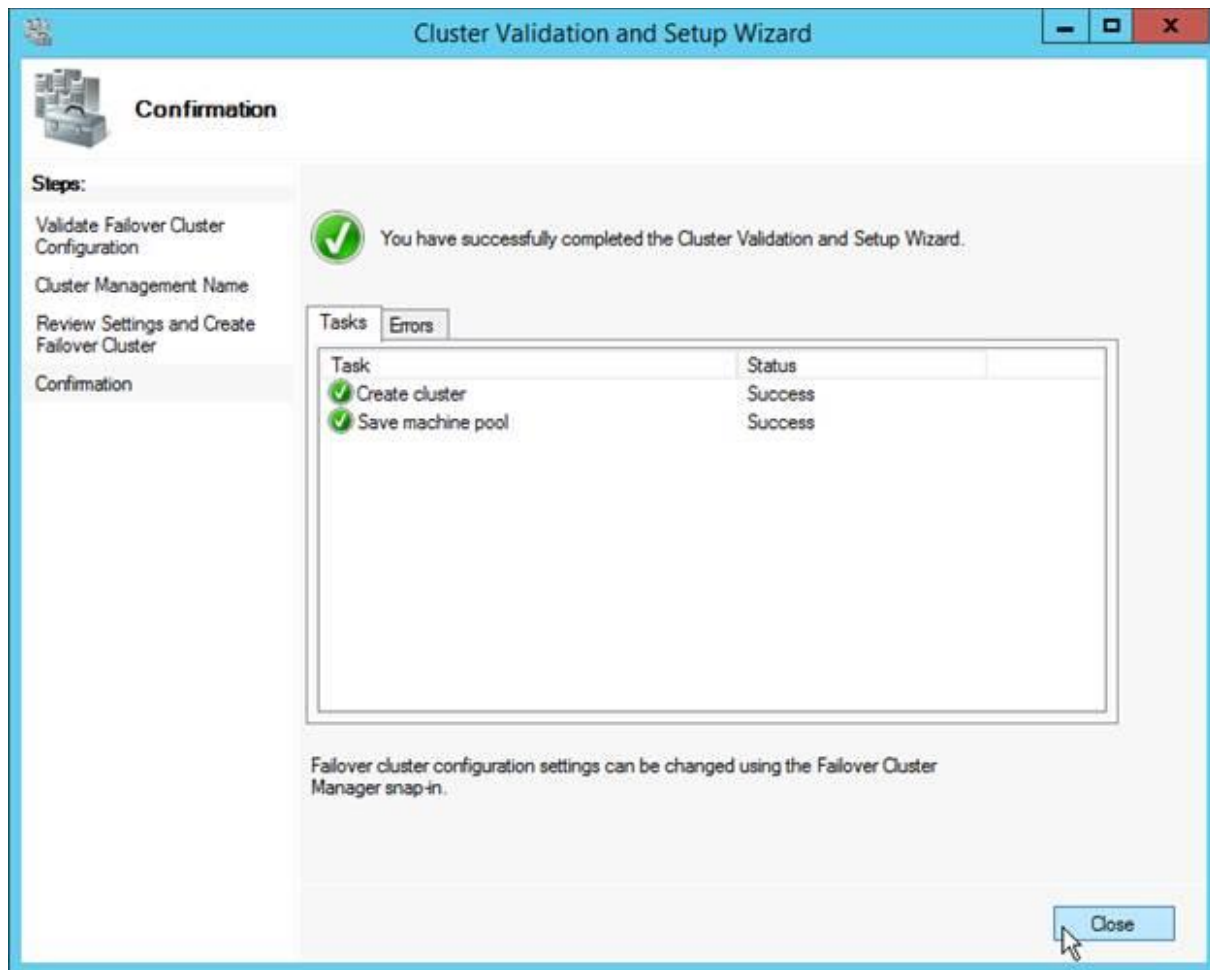 Cluster Validation and Setup Wizard
Confirmation
Steps:
Validate Failover Cluster
Configuration
Cluster Management Name
Review Settings and Create
Failover Cluster
Confirmation
You have successfully completed the Cluster Validation and Setup Wizard.
Tasks Errors
Task Status
Create cluster Success
Save machine pool Success
Failover cluster configuration settings can be changed using the Failover Cluster
Manager snap-in.
Close